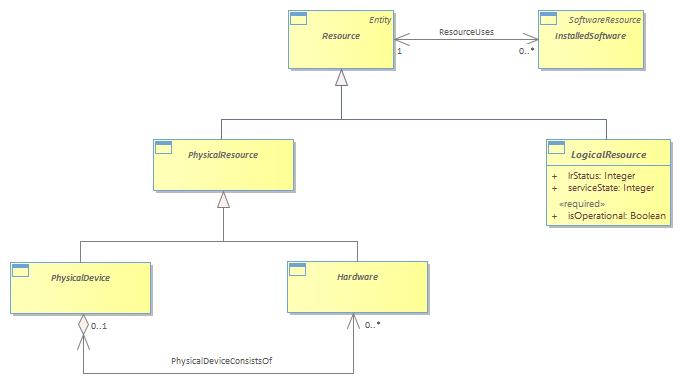 Entity
Resource
ResourceUses
1
0..*
SoftwareResource
InstalledSoftware
PhysicalResource
LogicalResource
+ lrStatus: Integer
+ serviceState: Integer
«required»
+ isOperational: Boolean
PhysicalDevice
Hardware
0..1
0..*
PhysicalDeviceConsistsOf